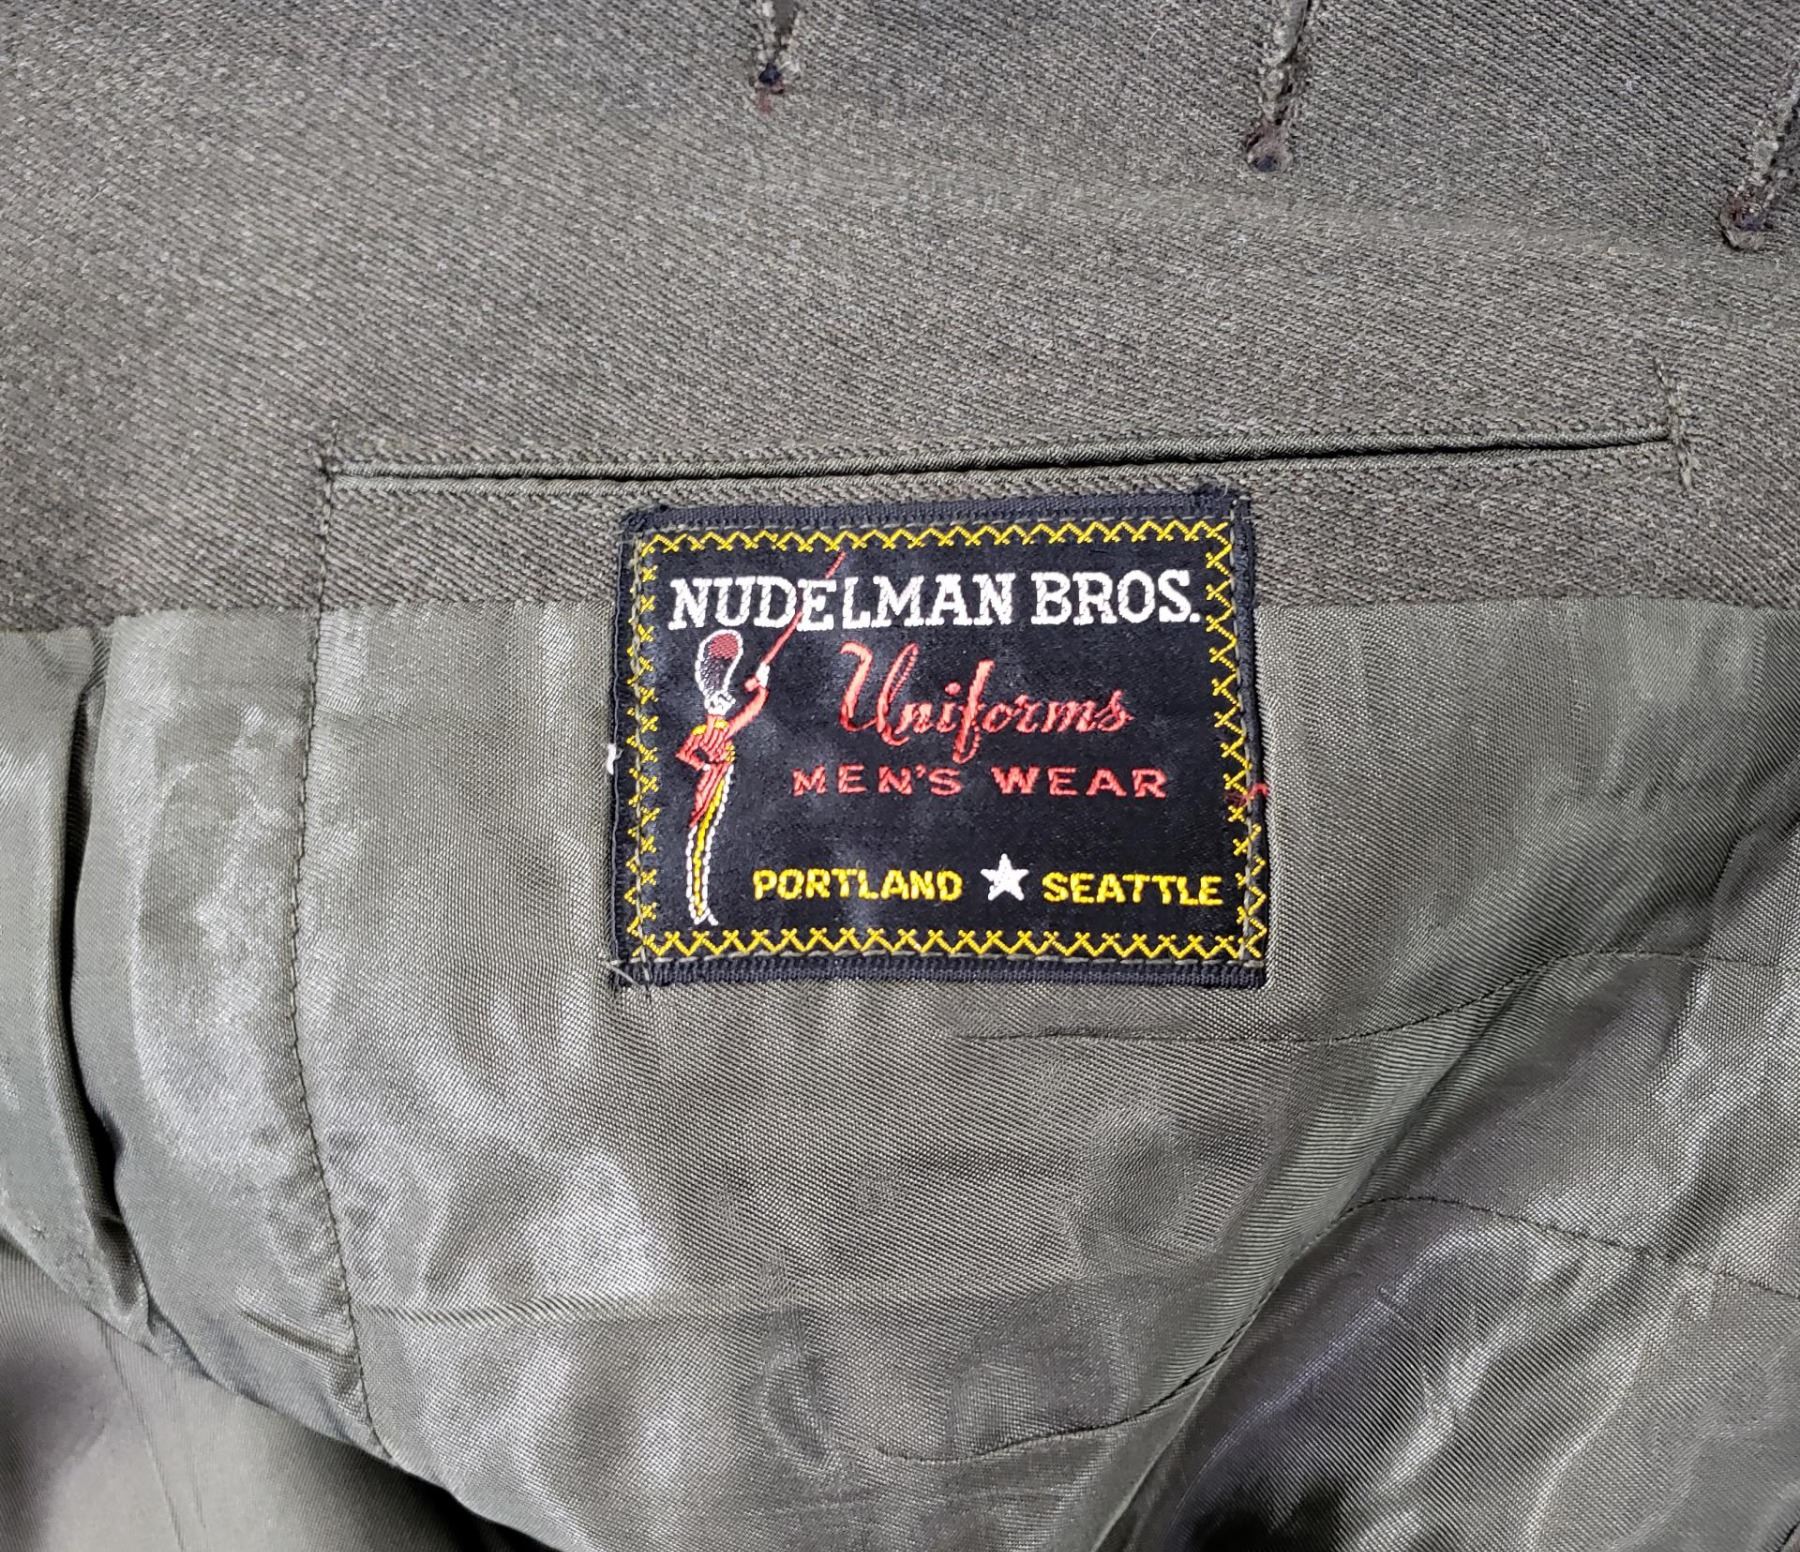 NUDELMAN BROS.
Uniforms
MEN'S WEAR
PORTLAND ★ SEATTLE